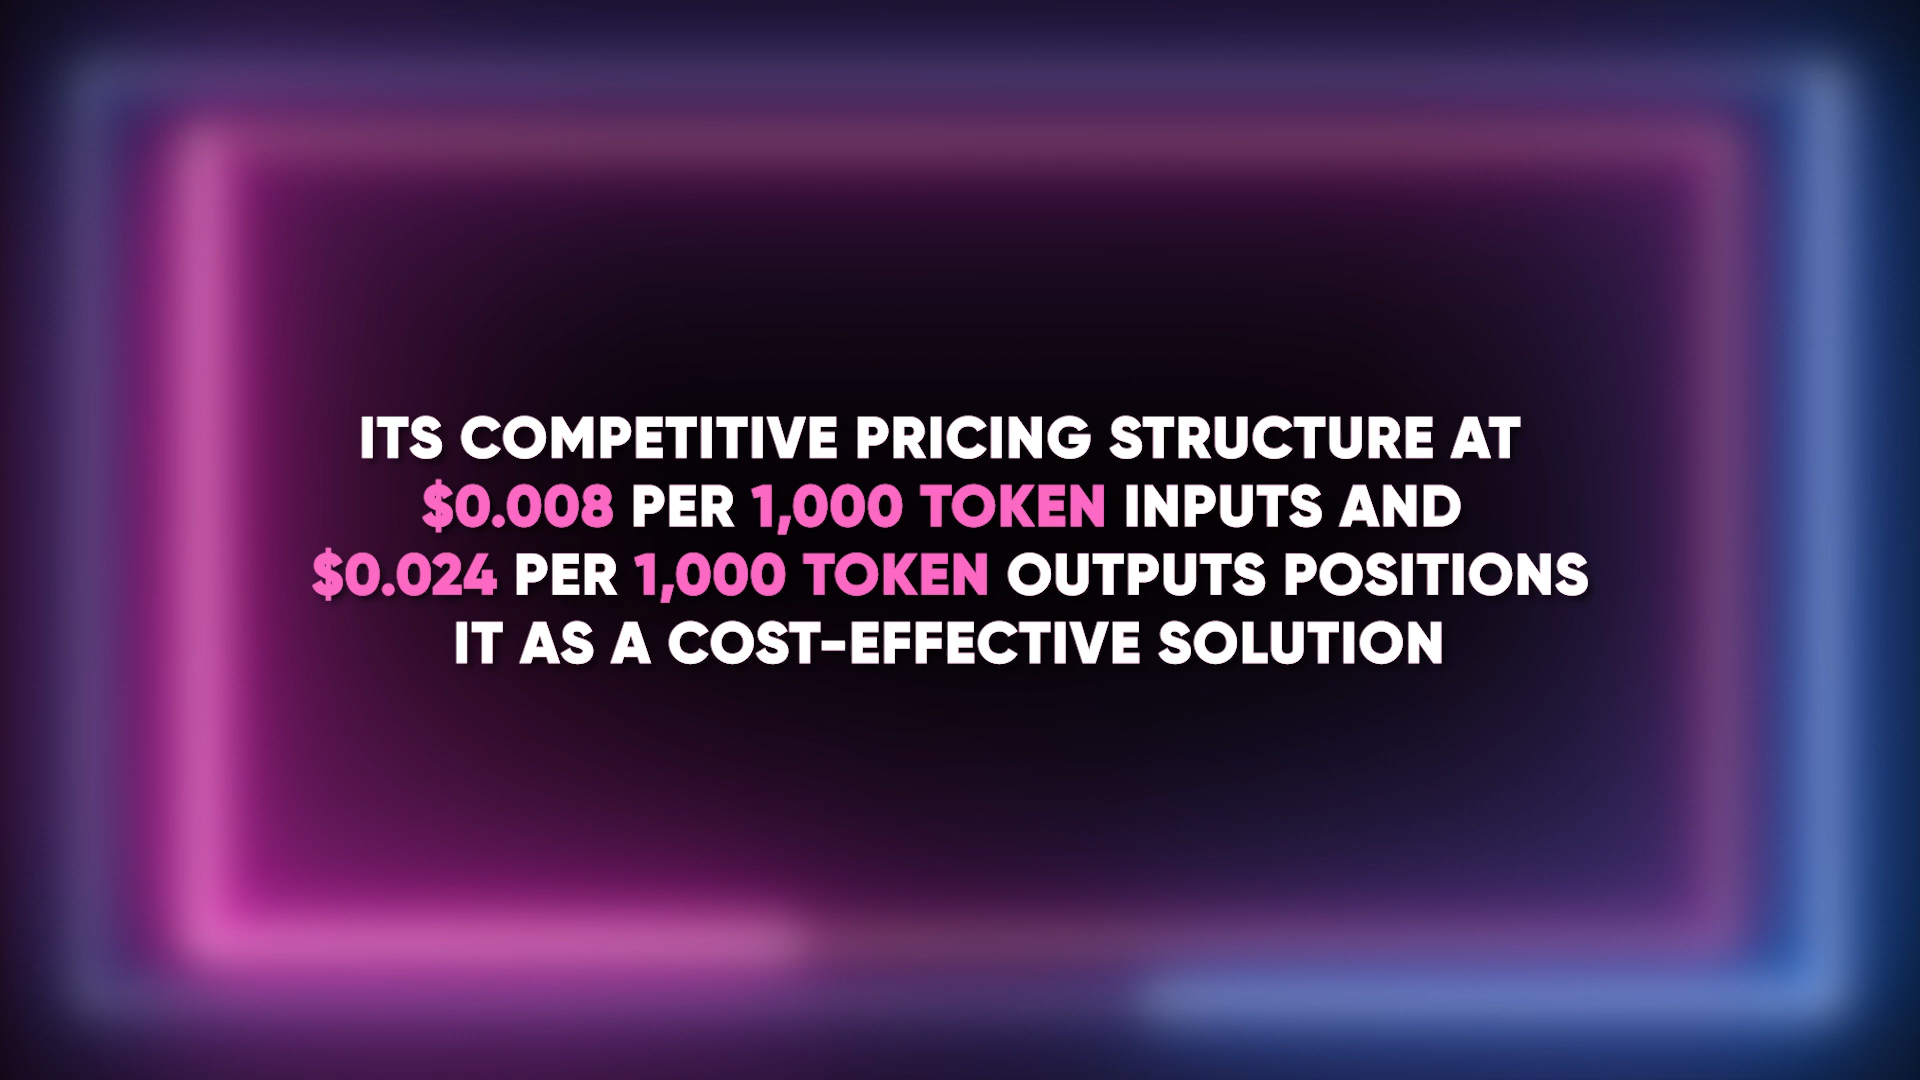 ITS COMPETITIVE PRICING STRUCTURE AT
$0.008 PER 1,000 TOKEN INPUTS AND
$0.024 PER 1,000 TOKEN OUTPUTS POSITIONS
IT AS A COST-EFFECTIVE SOLUTION